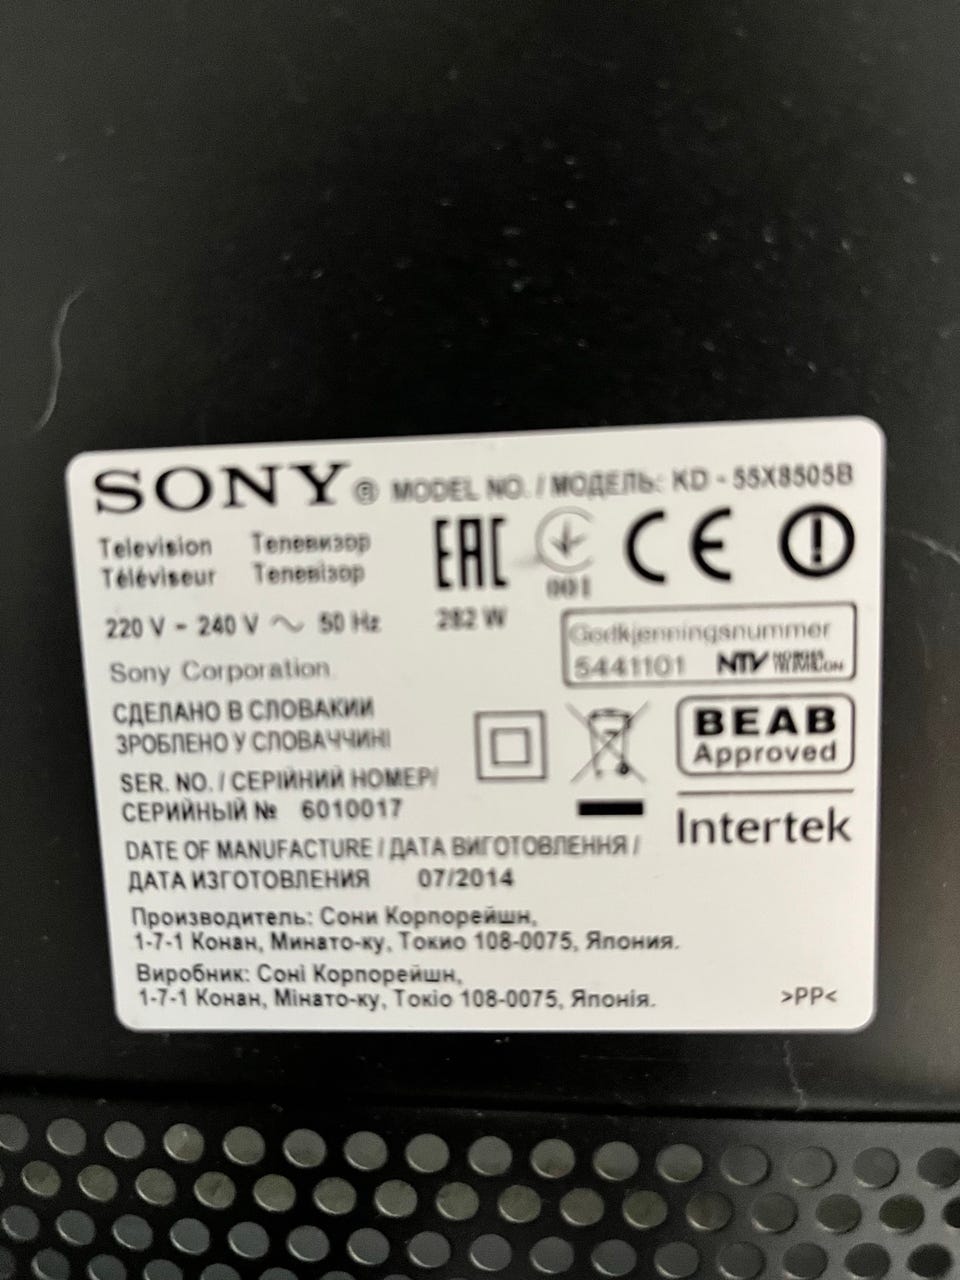 SONY ® MODEL NO. / МОДЕЛЬ: KD - 55X8505B
Television Телевизор
Téléviseur Телевізор
EAC
001
CE
220 V - 240 V ~ 50 Hz 282 W
Godkjenningsnummer
5441101 NTV NORGES TELEVISJON
Sony Corporation
СДЕЛАНО В СЛОВАКИИ
ЗРОБЛЕНО У СЛОВАЧЧИНІ
BEAB
Approved
Intertek
SER. NO. / СЕРІЙНИЙ НОМЕР/
СЕРИЙНЫЙ № 6010017
DATE OF MANUFACTURE / ДАТА ВИГОТОВЛЕННЯ /
ДАТА ИЗГОТОВЛЕНИЯ 07/2014
Производитель: Сони Корпорейшн,
1-7-1 Конан, Минато-ку, Токио 108-0075, Япония.
Виробник: Соні Корпорейшн,
1-7-1 Конан, Мінато-ку, Токіо 108-0075, Японія.
>PP<